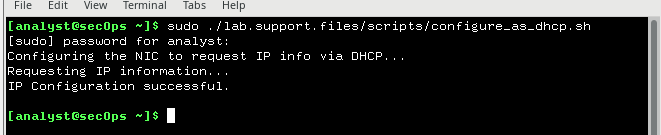 File Edit View Terminal Tabs Help
[analyst@secOps ~]$ sudo ./lab.support.files/scripts/configure_as_dhcp.sh
[sudo] password for analyst:
Configuring the NIC to request IP info via DHCP...
Requesting IP information...
IP Configuration successful.
[analyst@secOps ~]$